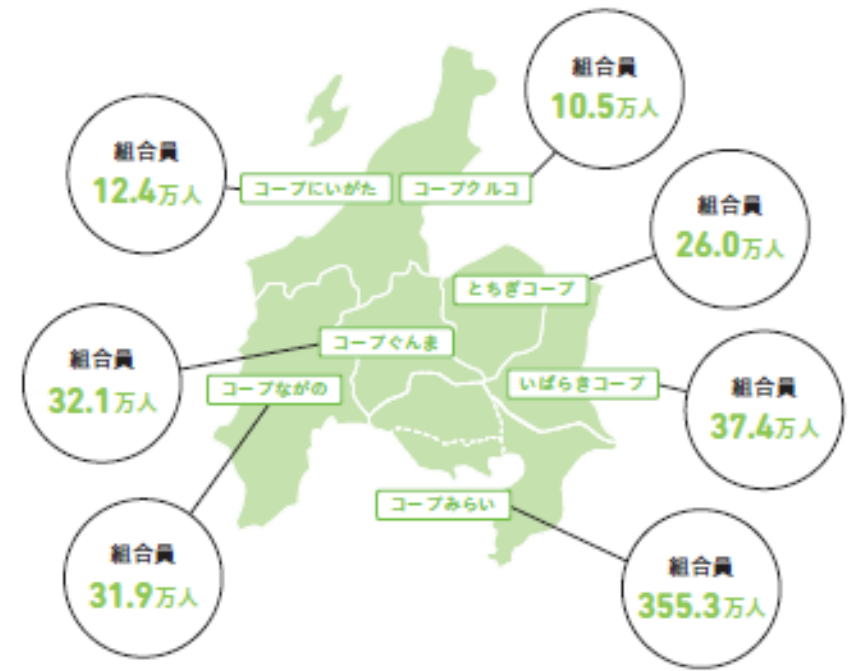 組合員
10.5万人
組合員
12.4万人
コープにいがた
コープクルコ
組合員
26.0万人
とちぎコープ
組合員
32.1万人
コープぐんま
コープながの
いばらきコープ
組合員
37.4万人
コープみらい
組合員
31.9万人
組合員
355.3万人